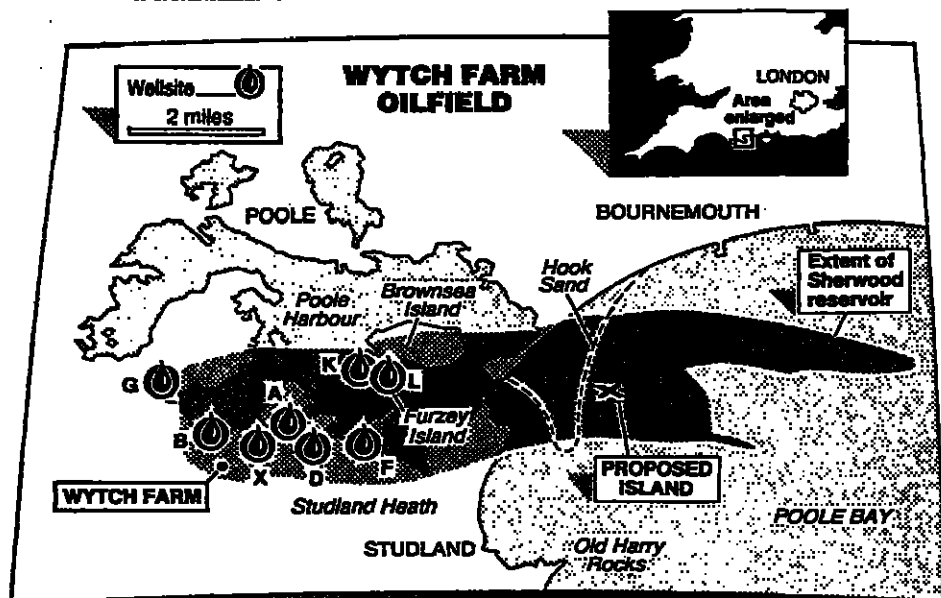 WYTCH FARM
OILFIELD
Wellsite
2 miles
LONDON
Area
enlarged
POOLE
BOURNEMOUTH
Extent of
Sherwood
reservoir
Hook
Sand
Poole
Harbour
Brownsea
Island
K
L
G
A
Furzey
Island
B
X
D
F
PROPOSED
ISLAND
WYTCH FARM
Studland Heath
POOLE BAY
STUDLAND
Old Harry
Rocks